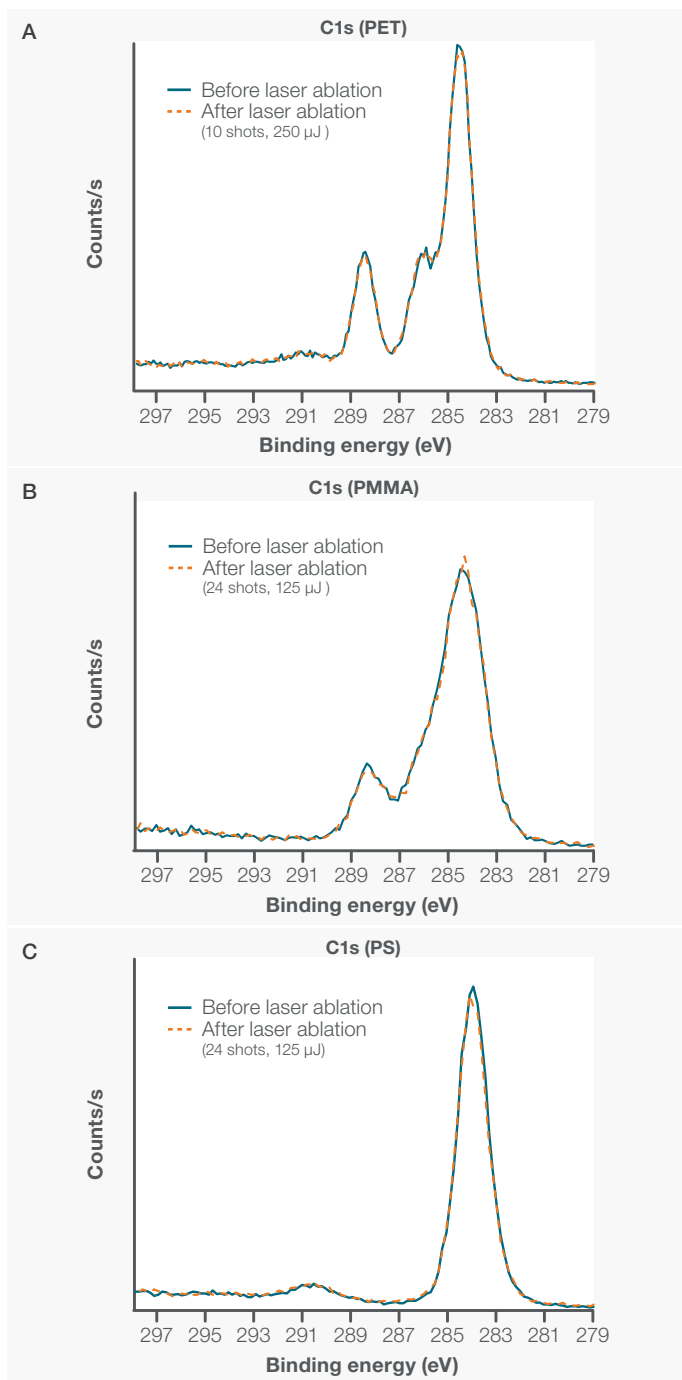 A
C1s (PET)
Before laser ablation
After laser ablation
(10 shots, 250 µJ )
Counts/s
297 295 293 291 289 287 285 283 281 279
Binding energy (eV)
B
C1s (PMMA)
Before laser ablation
After laser ablation
(24 shots, 125 µJ )
Counts/s
297 295 293 291 289 287 285 283 281 279
Binding energy (eV)
C
C1s (PS)
Before laser ablation
After laser ablation
(24 shots, 125 µJ)
Counts/s
297 295 293 291 289 287 285 283 281 279
Binding energy (eV)